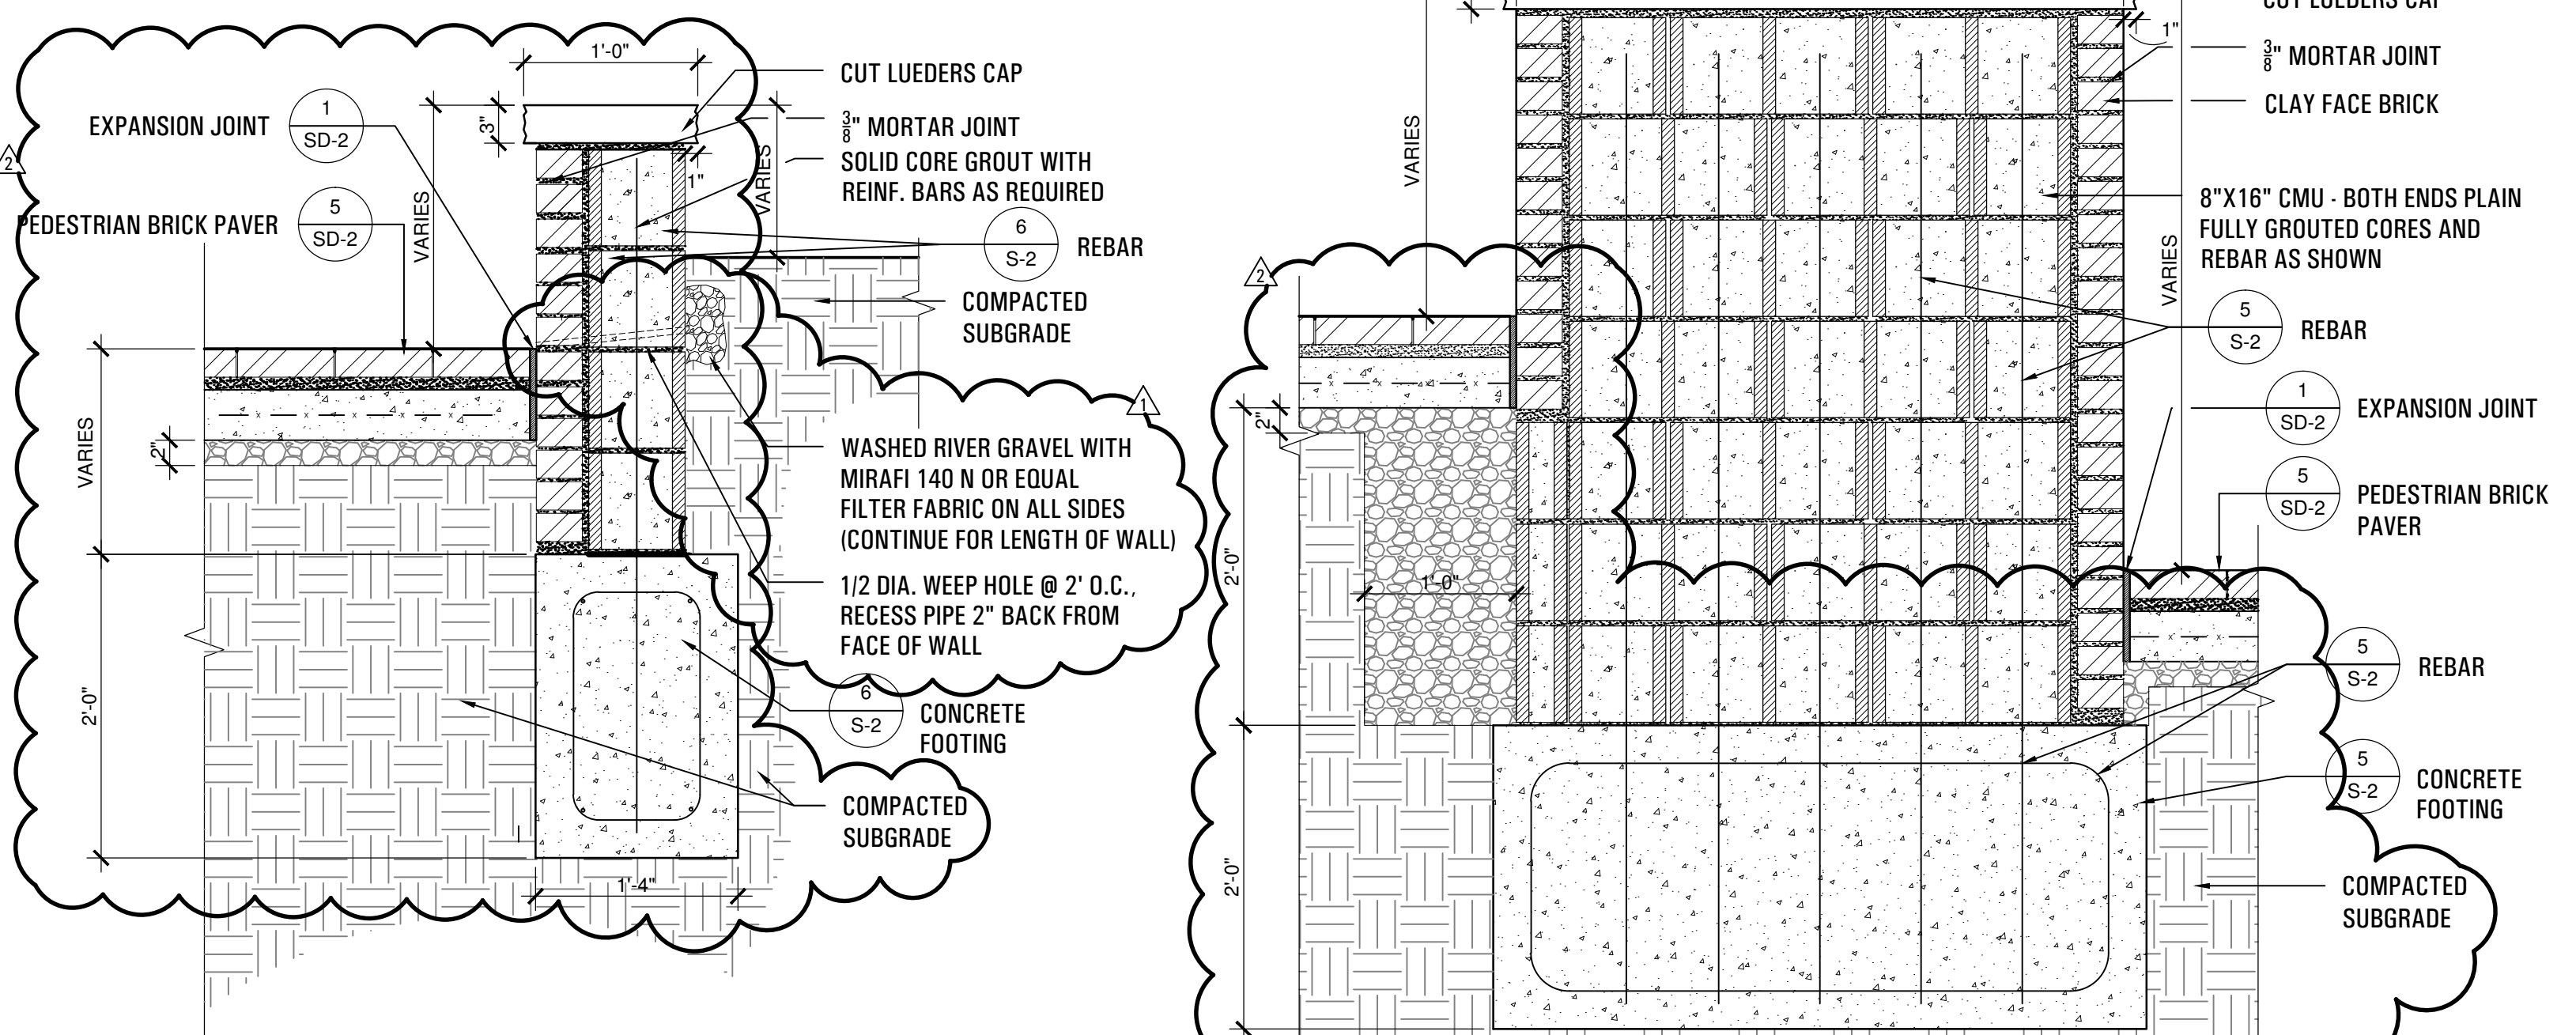 1'-0"
CUT LUEDERS CAP
EXPANSION JOINT
1
SD-2
3"
3/8" MORTAR JOINT
SOLID CORE GROUT WITH
REINF. BARS AS REQUIRED
1"
VARIES
VARIES
2
PEDESTRIAN BRICK PAVER
5
SD-2
6
S-2
REBAR
COMPACTED
SUBGRADE
1
VARIES
2"
WASHED RIVER GRAVEL WITH
MIRAFI 140 N OR EQUAL
FILTER FABRIC ON ALL SIDES
(CONTINUE FOR LENGTH OF WALL)
1/2 DIA. WEEP HOLE @ 2' O.C.,
RECESS PIPE 2" BACK FROM
FACE OF WALL
6
S-2
CONCRETE
FOOTING
2'-0"
COMPACTED
SUBGRADE
1'-4"
CUT LUEDERS CAP
1"
3/8" MORTAR JOINT
CLAY FACE BRICK
VARIES
8"X16" CMU - BOTH ENDS PLAIN
FULLY GROUTED CORES AND
REBAR AS SHOWN
VARIES
2
5
S-2
REBAR
1
SD-2
EXPANSION JOINT
2"
5
SD-2
PEDESTRIAN BRICK
PAVER
2'-0"
1'-0"
x x
x x
5
S-2
REBAR
5
S-2
CONCRETE
FOOTING
2'-0"
COMPACTED
SUBGRADE